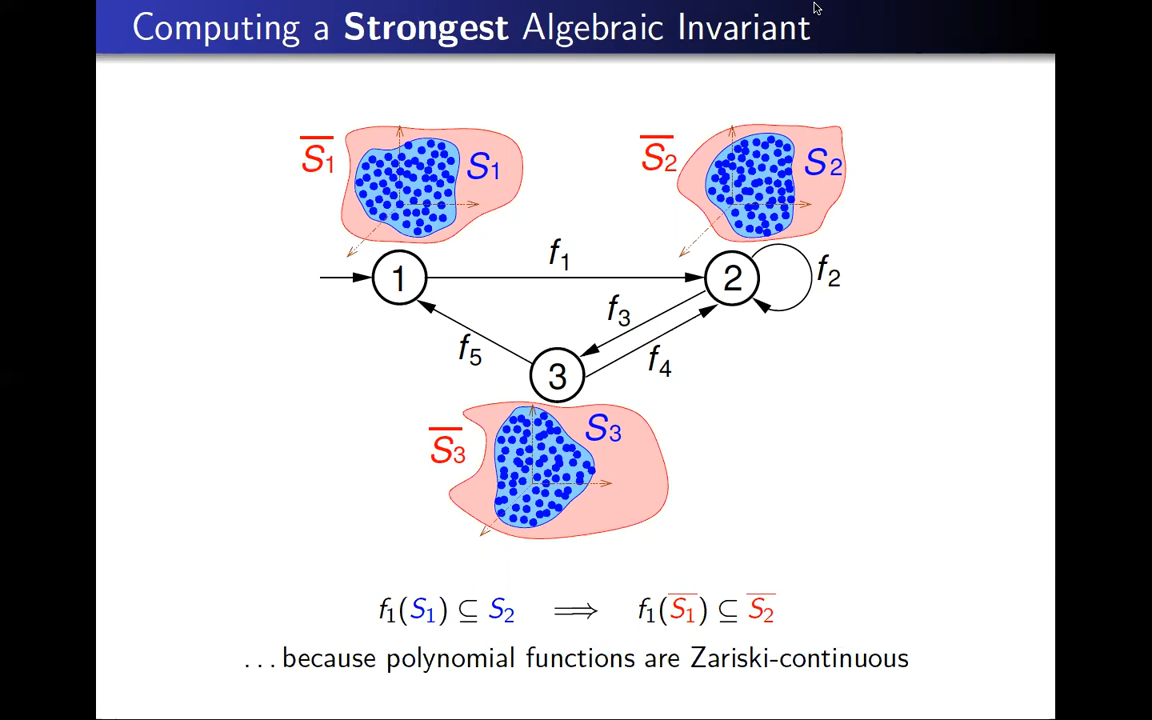 Computing a Strongest Algebraic Invariant
S̅₁
S₁
S̅₂
S₂
1
f₁
2
f₂
f₃
f₅
f₄
3
S̅₃
S₃
f₁(S₁) ⊆ S₂ ⟹ f₁(S̅₁) ⊆ S̅₂
...because polynomial functions are Zariski-continuous